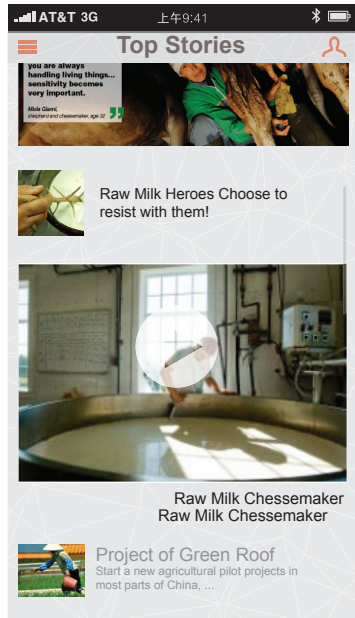 AT&T 3G 上午9:41
Top Stories
you are always
handling living things...
sensitivity becomes
very important.
Miola Gianni,
shepherd and cheesemaker, age 32
Raw Milk Heroes Choose to
resist with them!
Raw Milk Chessemaker
Raw Milk Chessemaker
Project of Green Roof
Start a new agricultural pilot projects in
most parts of China, ...